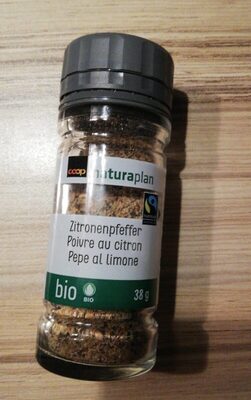 coop naturaplan
Zitronenpfeffer
Poivre au citron
Pepe al limone
bio BIO 38 g